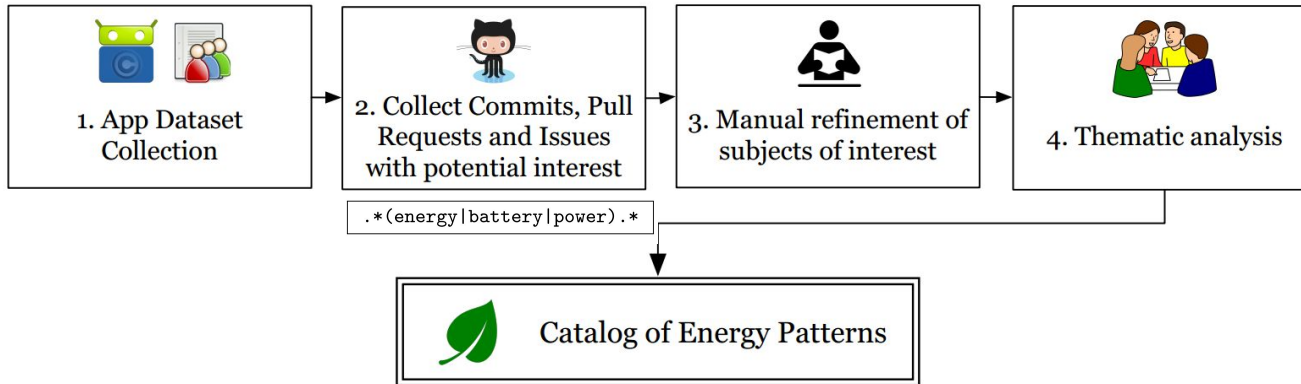 1. App Dataset
Collection
2. Collect Commits, Pull
Requests and Issues
with potential interest
3. Manual refinement of
subjects of interest
4. Thematic analysis
.*(energy|battery|power).*
Catalog of Energy Patterns